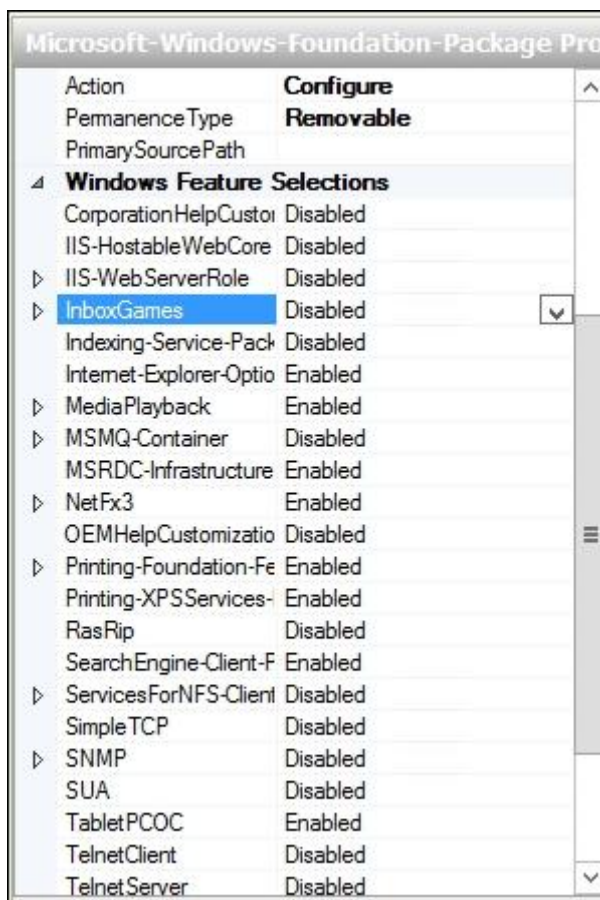 Microsoft-Windows-Foundation-Package Pro
Action Configure
PermanenceType Removable
PrimarySourcePath
Windows Feature Selections
CorporationHelpCustor Disabled
IIS-HostableWebCore Disabled
IIS-WebServerRole Disabled
InboxGames Disabled
Indexing-Service-Pack Disabled
Internet-Explorer-Optio Enabled
MediaPlayback Enabled
MSMQ-Container Disabled
MSRDC-Infrastructure Enabled
NetFx3 Enabled
OEMHelpCustomizatio Disabled
Printing-Foundation-Fe Enabled
Printing-XPSServices- Enabled
RasRip Disabled
SearchEngine-Client-P Enabled
ServicesForNFS-Client Disabled
SimpleTCP Disabled
SNMP Disabled
SUA Disabled
TabletPCOC Enabled
TelnetClient Disabled
TelnetServer Disabled